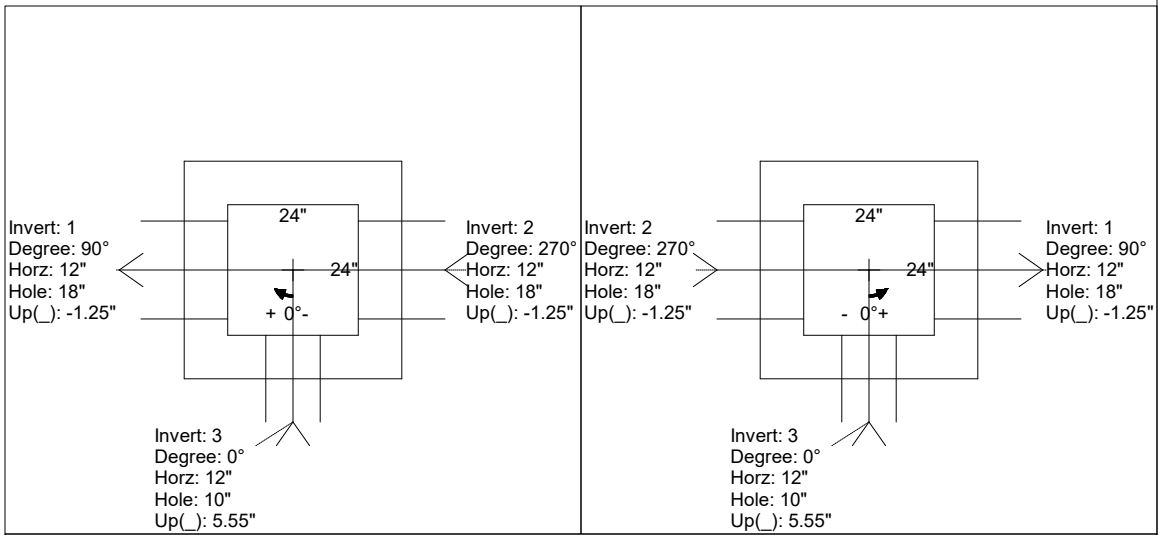 24"
Invert: 1
Degree: 90°
Horz: 12"
Hole: 18"
Up(_): -1.25"
24"
+ 0°-
Invert: 2
Degree: 270°
Horz: 12"
Hole: 18"
Up(_): -1.25"
Invert: 3
Degree: 0°
Horz: 12"
Hole: 10"
Up(_): 5.55"
24"
Invert: 2
Degree: 270°
Horz: 12"
Hole: 18"
Up(_): -1.25"
24"
- 0°+
Invert: 1
Degree: 90°
Horz: 12"
Hole: 18"
Up(_): -1.25"
Invert: 3
Degree: 0°
Horz: 12"
Hole: 10"
Up(_): 5.55"